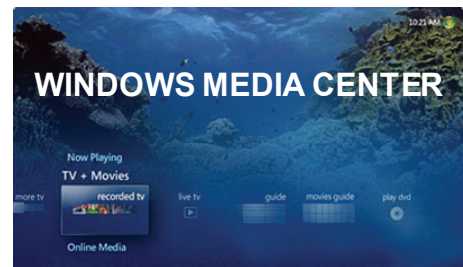 10:21 AM
WINDOWS MEDIA CENTER
Now Playing
TV + Movies
more tv recorded tv live tv guide movies guide play dvd
Online Media